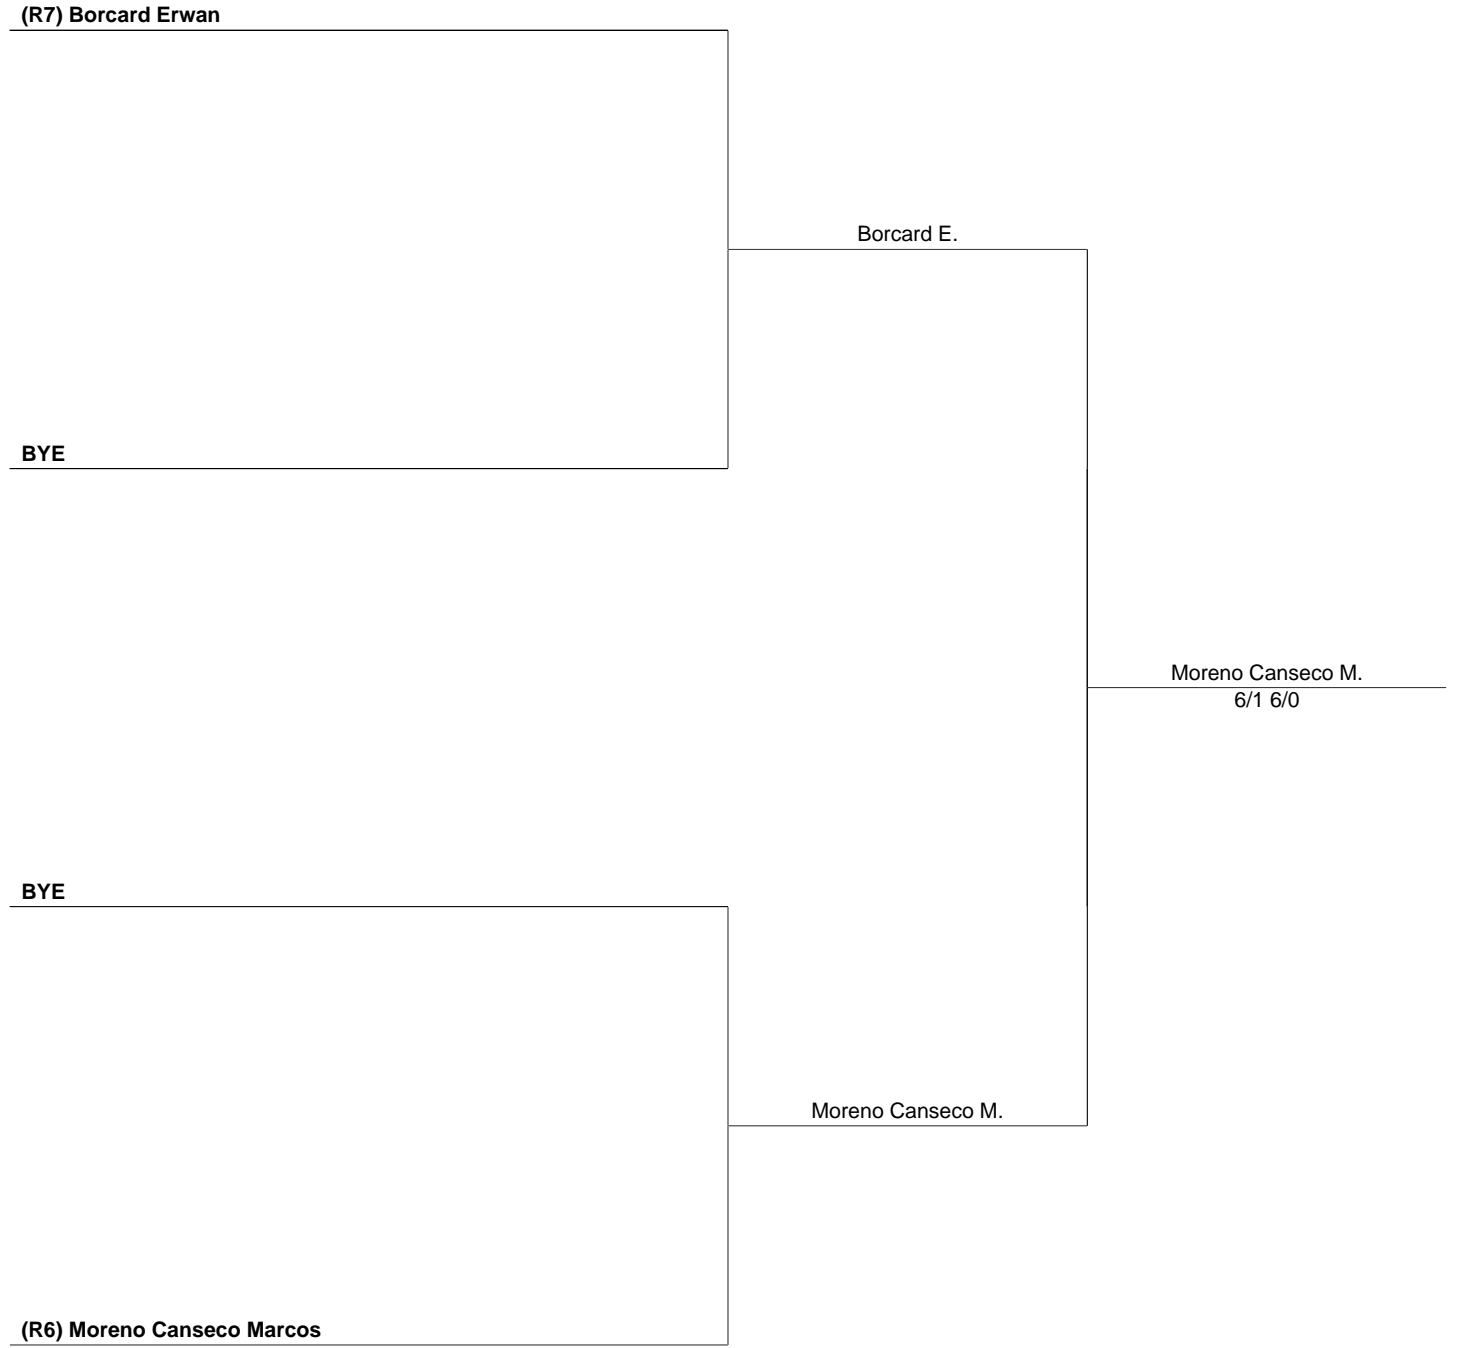 (R7) Borcard Erwan
Borcard E.
BYE
Moreno Canseco M.
6/1 6/0
BYE
Moreno Canseco M.
(R6) Moreno Canseco Marcos